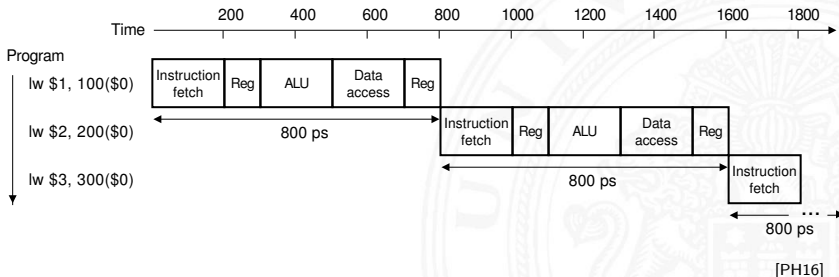 200 400 600 800 1000 1200 1400 1600 1800
Time
Program
lw $1, 100($0)
Instruction fetch
Reg
ALU
Data access
Reg
800 ps
lw $2, 200($0)
Instruction fetch
Reg
ALU
Data access
Reg
800 ps
lw $3, 300($0)
Instruction fetch
...
800 ps
[PH16]